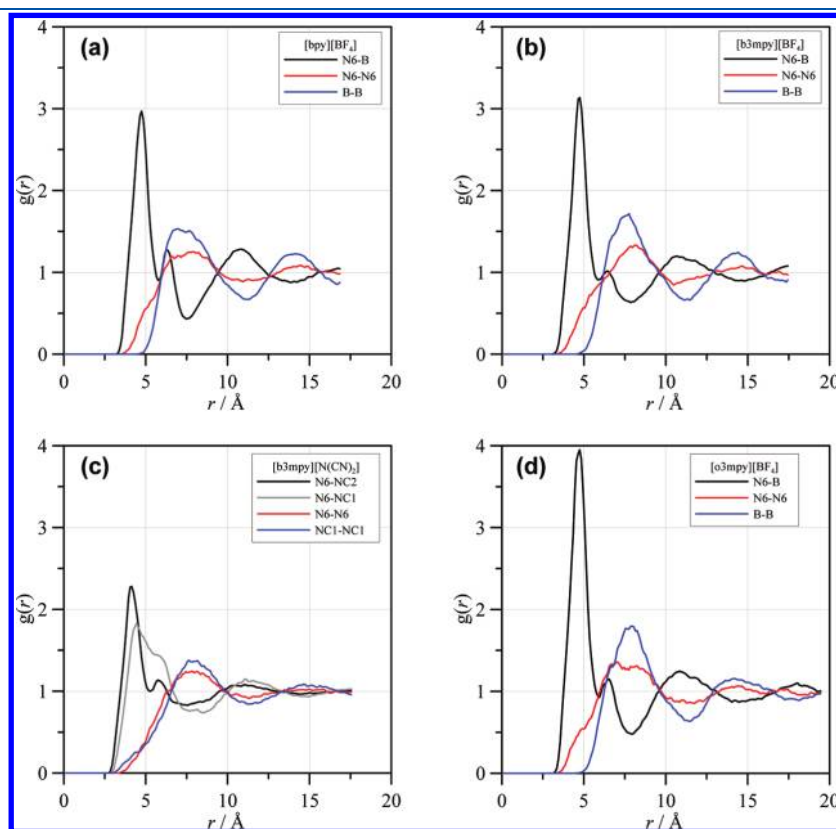 (a)
[bpy][BF4]
N6-B
N6-N6
B-B
g(r)
4
3
2
1
0
0 5 10 15 20
r / Å
(b)
[b3mpy][BF4]
N6-B
N6-N6
B-B
g(r)
4
3
2
1
0
0 5 10 15 20
r / Å
(c)
[b3mpy][N(CN)2]
N6-NC2
N6-NC1
N6-N6
NC1-NC1
g(r)
4
3
2
1
0
0 5 10 15 20
r / Å
(d)
[o3mpy][BF4]
N6-B
N6-N6
B-B
g(r)
4
3
2
1
0
0 5 10 15 20
r / Å